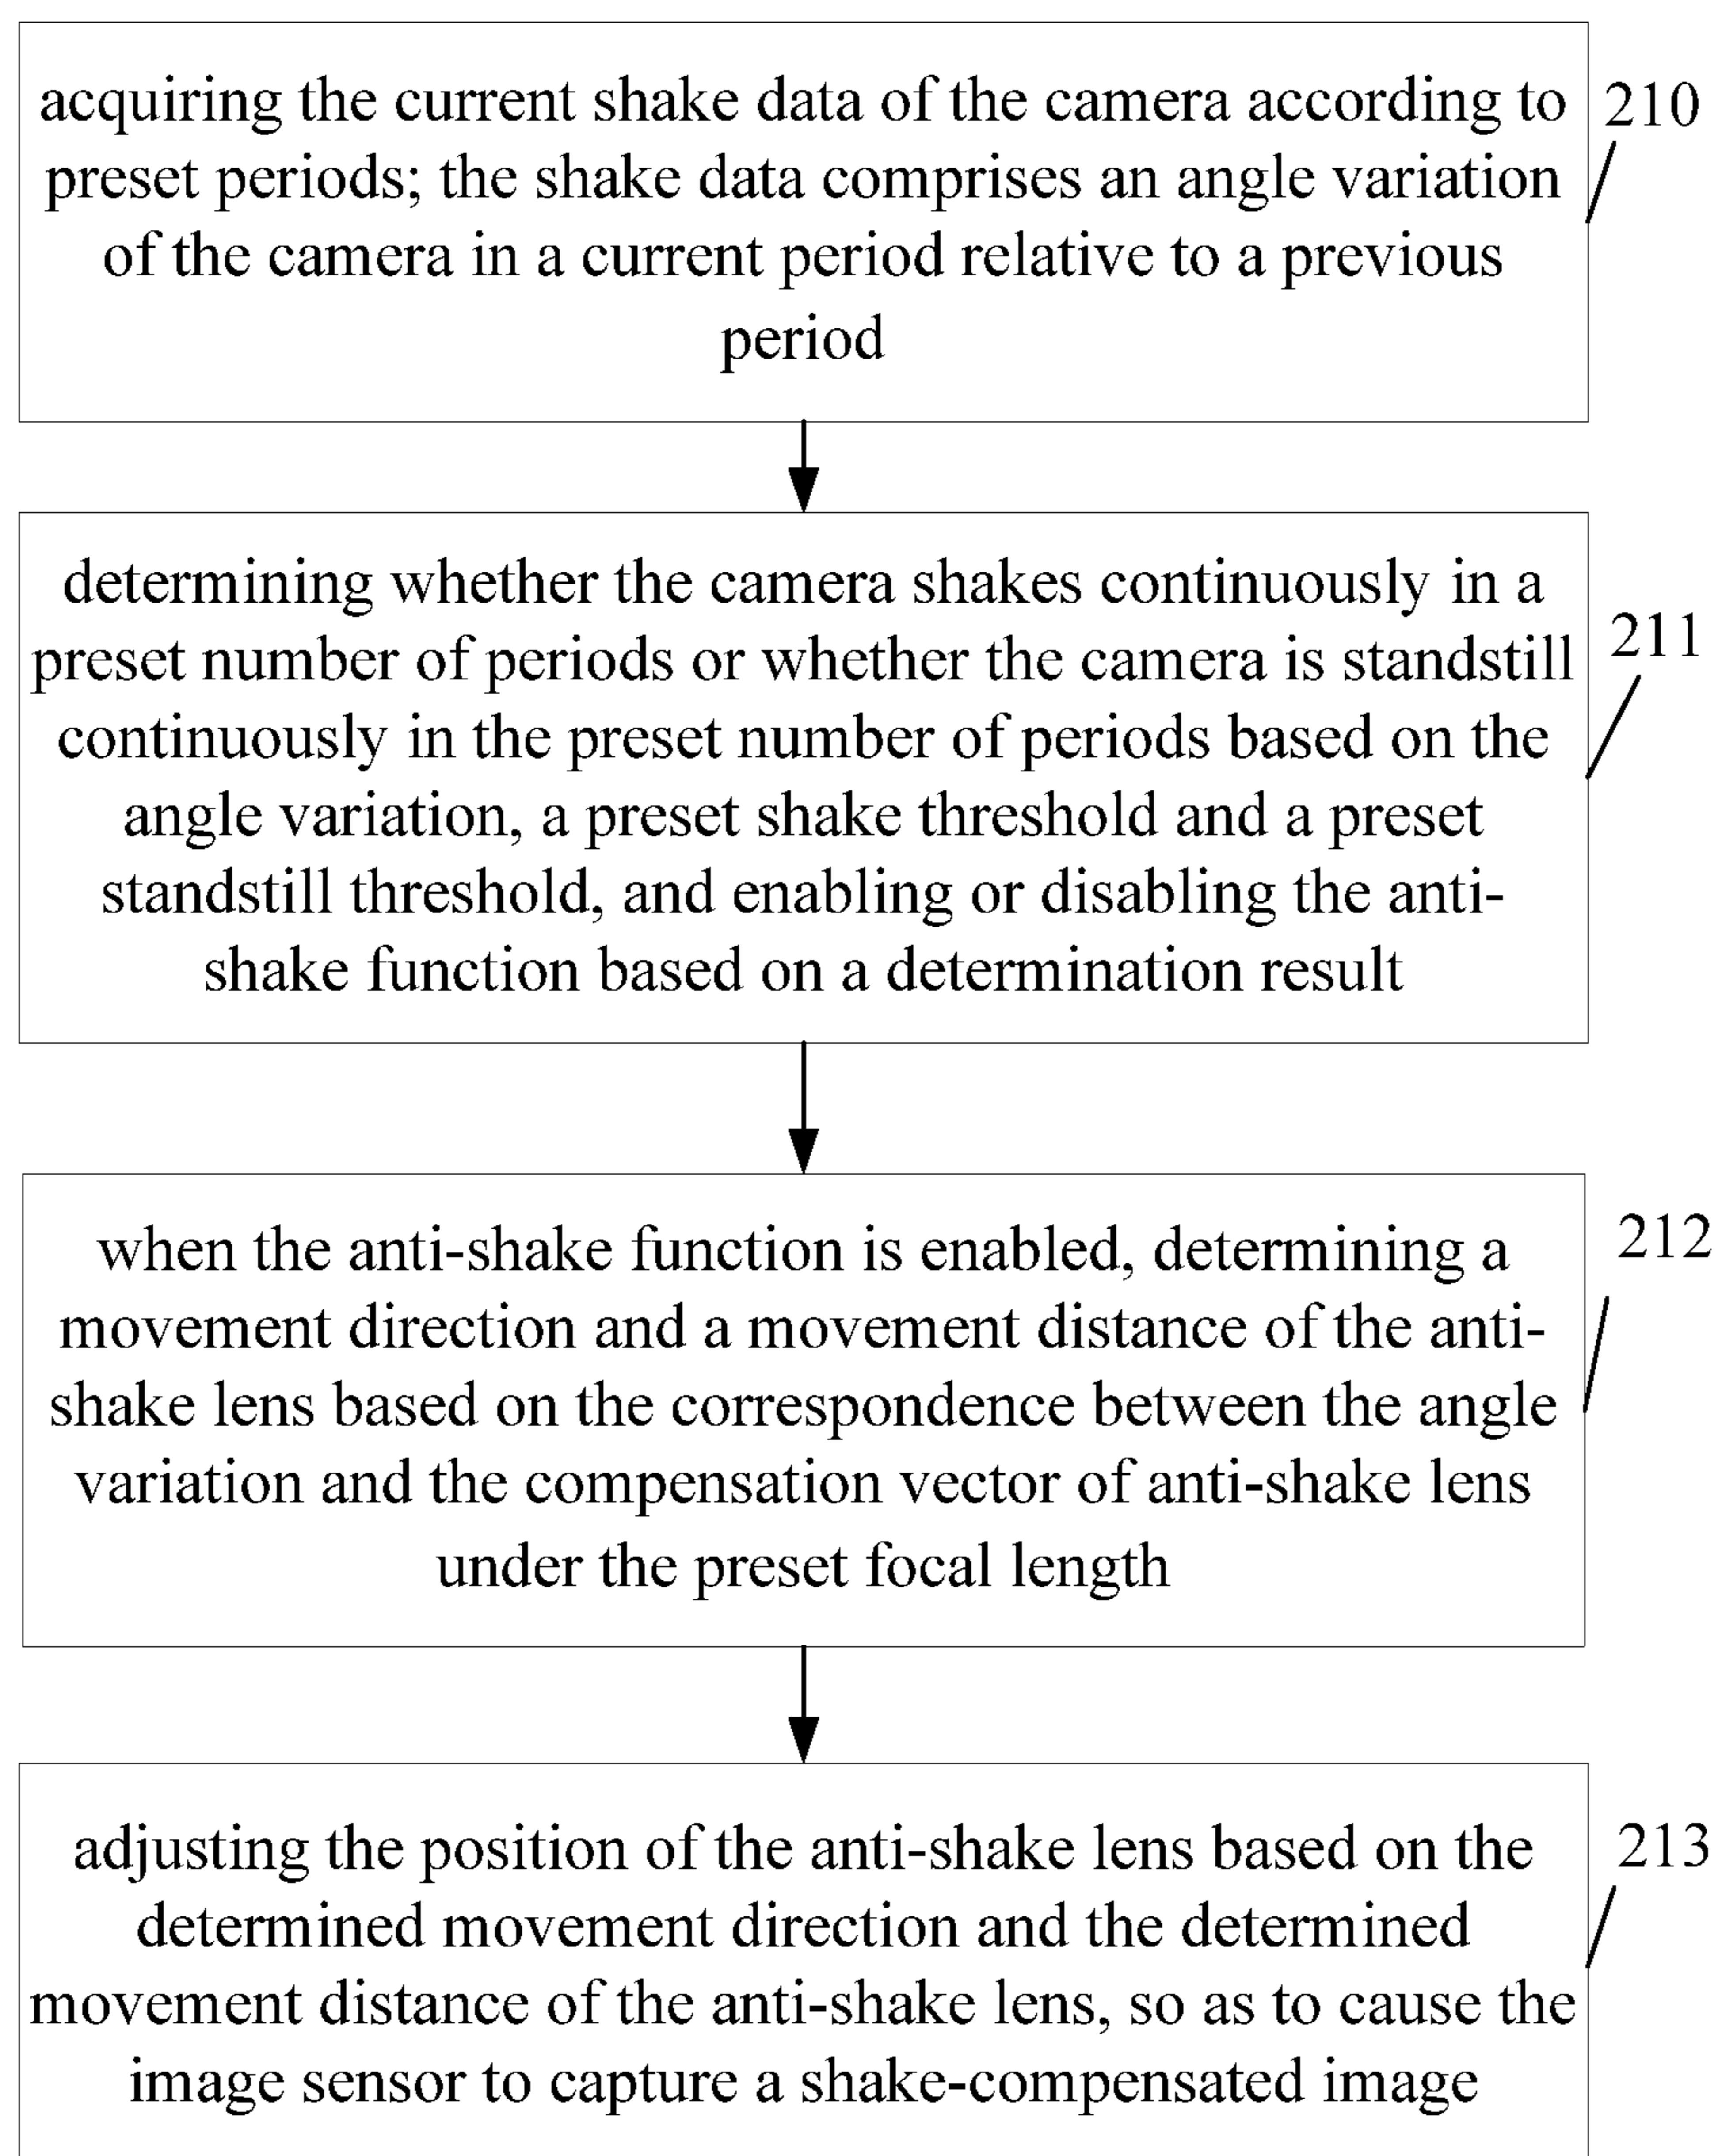 acquiring the current shake data of the camera according to
preset periods; the shake data comprises an angle variation
of the camera in a current period relative to a previous
period
210
determining whether the camera shakes continuously in a
preset number of periods or whether the camera is standstill
continuously in the preset number of periods based on the
angle variation, a preset shake threshold and a preset
standstill threshold, and enabling or disabling the anti-
shake function based on a determination result
211
when the anti-shake function is enabled, determining a
movement direction and a movement distance of the anti-
shake lens based on the correspondence between the angle
variation and the compensation vector of anti-shake lens
under the preset focal length
212
adjusting the position of the anti-shake lens based on the
determined movement direction and the determined
movement distance of the anti-shake lens, so as to cause the
image sensor to capture a shake-compensated image
213